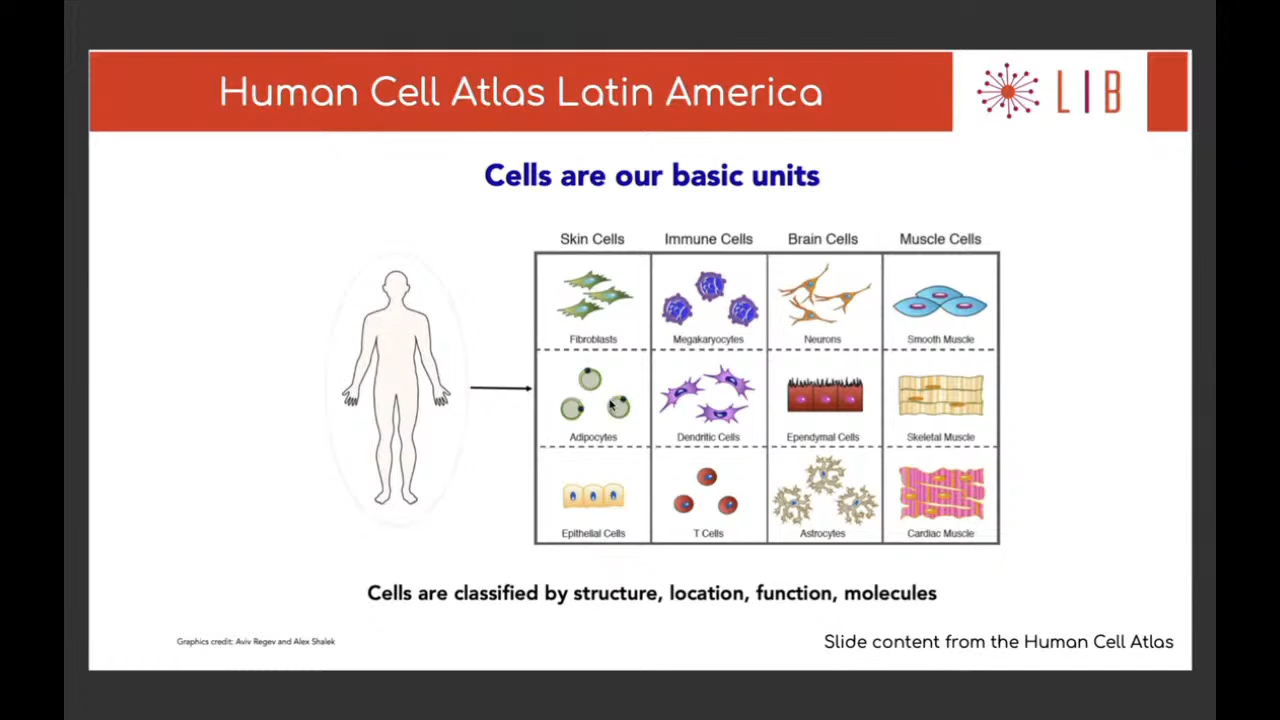 Human Cell Atlas Latin America
LIB
Cells are our basic units
Skin Cells Immune Cells Brain Cells Muscle Cells
Fibroblasts Megakaryocytes Neurons Smooth Muscle
Adipocytes Dendritic Cells Ependymal Cells Skeletal Muscle
Epithelial Cells T Cells Astrocytes Cardiac Muscle
Cells are classified by structure, location, function, molecules
Graphics credit: Aviv Regev and Alex Shalek
Slide content from the Human Cell Atlas